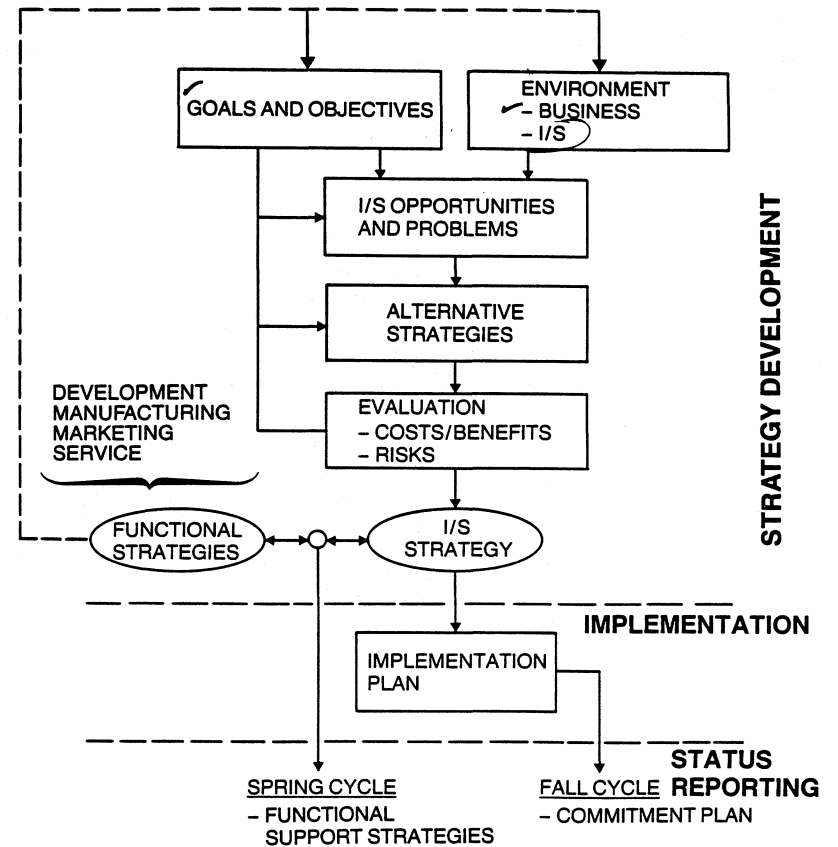 GOALS AND OBJECTIVES
ENVIRONMENT
– BUSINESS
– I/S
I/S OPPORTUNITIES
AND PROBLEMS
ALTERNATIVE
STRATEGIES
EVALUATION
– COSTS/BENEFITS
– RISKS
STRATEGY DEVELOPMENT
DEVELOPMENT
MANUFACTURING
MARKETING
SERVICE
FUNCTIONAL
STRATEGIES
I/S
STRATEGY
IMPLEMENTATION
IMPLEMENTATION
PLAN
STATUS
REPORTING
SPRING CYCLE
– FUNCTIONAL
SUPPORT STRATEGIES
FALL CYCLE
– COMMITMENT PLAN